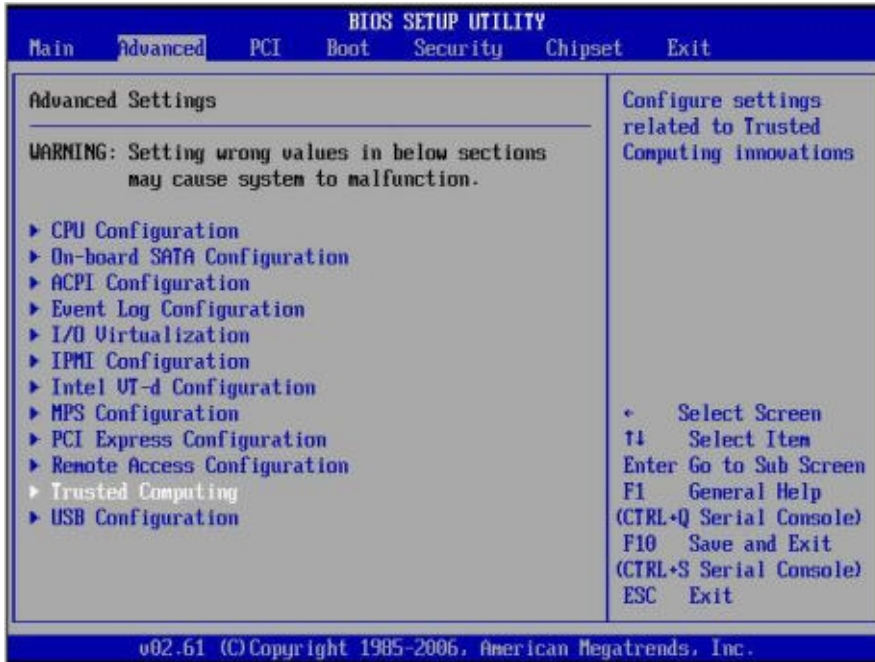 BIOS SETUP UTILITY
Main Advanced PCI Boot Security Chipset Exit
Advanced Settings
WARNING: Setting wrong values in below sections
may cause system to malfunction.
▶ CPU Configuration
▶ On-board SATA Configuration
▶ ACPI Configuration
▶ Event Log Configuration
▶ I/O Virtualization
▶ IPMI Configuration
▶ Intel VT-d Configuration
▶ MPS Configuration
▶ PCI Express Configuration
▶ Remote Access Configuration
▶ Trusted Computing
▶ USB Configuration
Configure settings
related to Trusted
Computing innovations
← Select Screen
↑↓ Select Item
Enter Go to Sub Screen
F1 General Help
(CTRL+Q Serial Console)
F10 Save and Exit
(CTRL+S Serial Console)
ESC Exit
v02.61 (C)Copyright 1985-2006, American Megatrends, Inc.